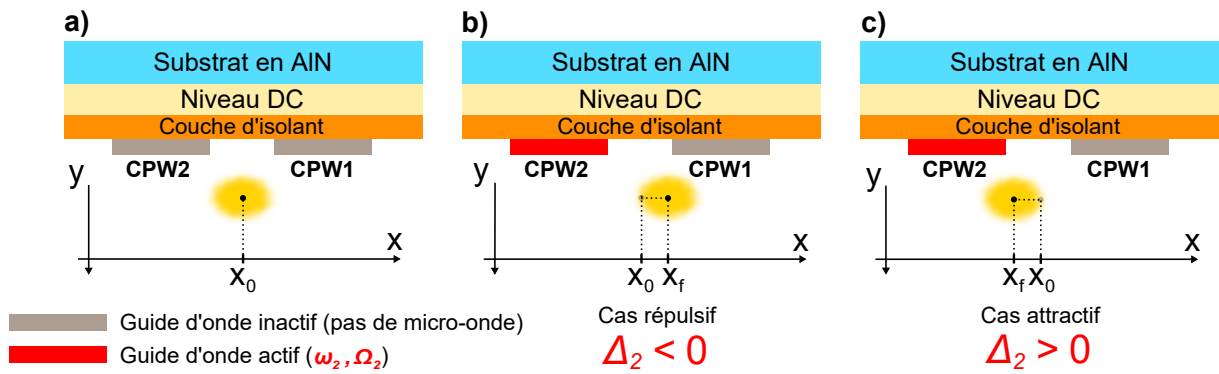 a)
Substrat en AlN
Niveau DC
Couche d'isolant
CPW2
CPW1
y
x
x0
b)
Substrat en AlN
Niveau DC
Couche d'isolant
CPW2
CPW1
y
x
x0
xf
Cas répulsif
Δ2 < 0
c)
Substrat en AlN
Niveau DC
Couche d'isolant
CPW2
CPW1
y
x
xf
x0
Cas attractif
Δ2 > 0
Guide d'onde inactif (pas de micro-onde)
Guide d'onde actif (ω2, Ω2)